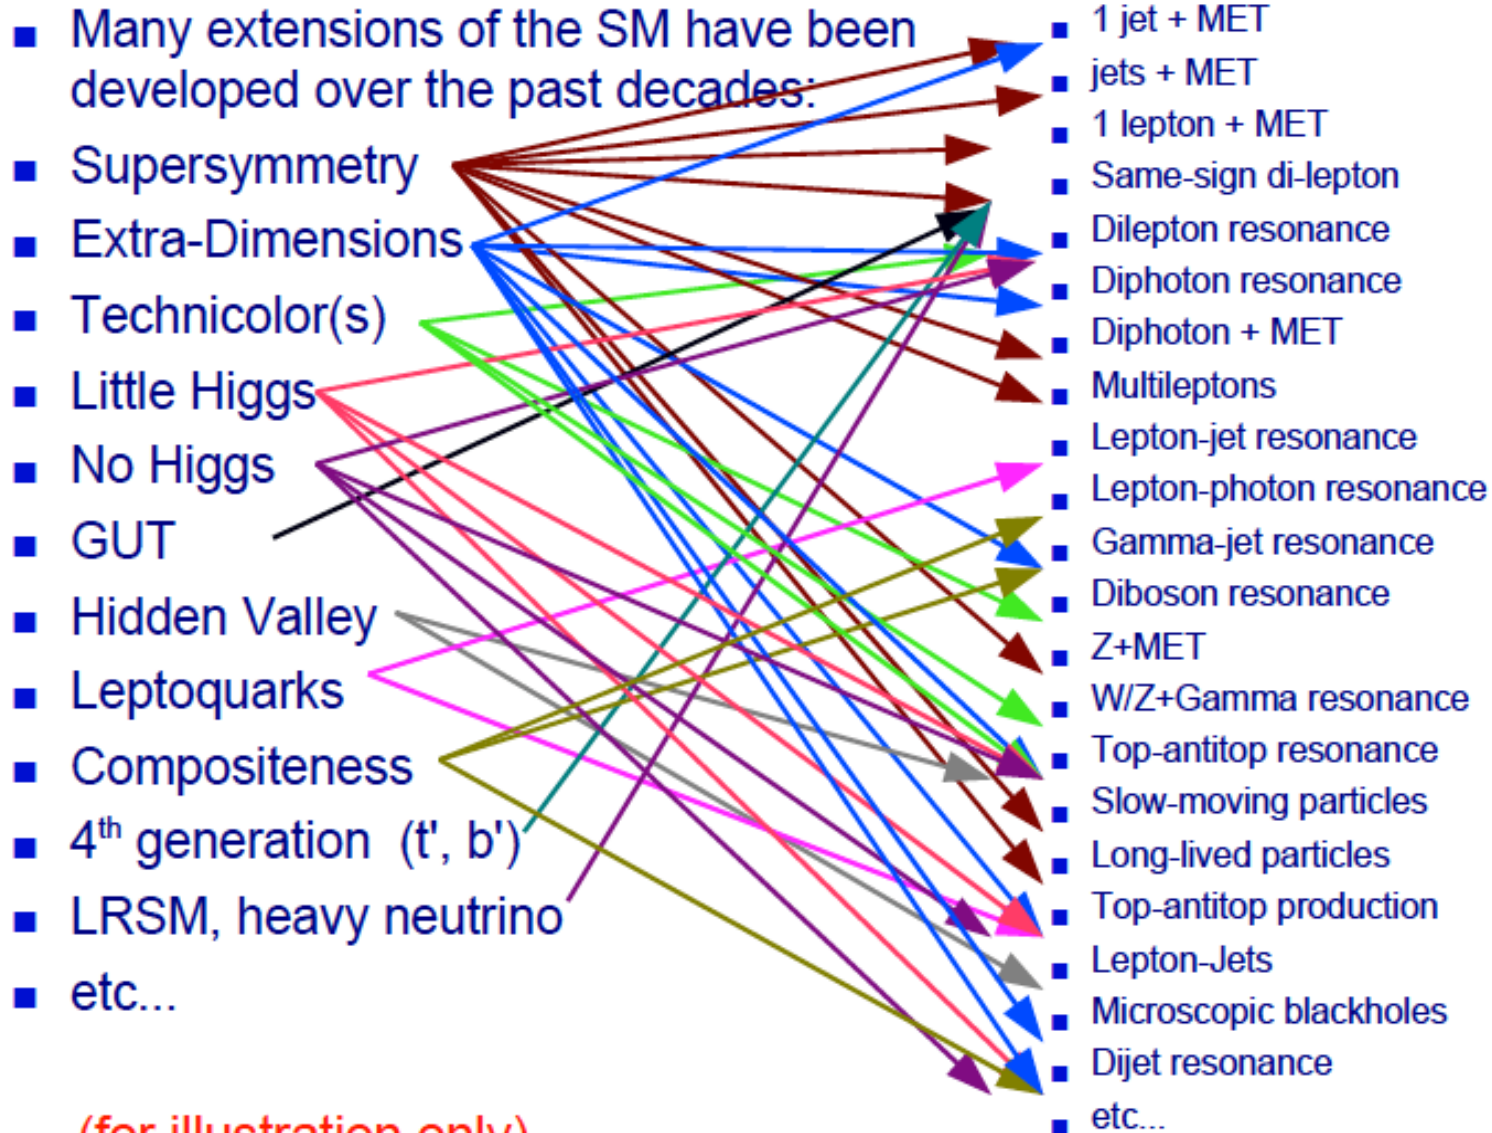 Many extensions of the SM have been
developed over the past decades:
Supersymmetry
Extra-Dimensions
Technicolor(s)
Little Higgs
No Higgs
GUT
Hidden Valley
Leptoquarks
Compositeness
4th generation (t', b')
LRSM, heavy neutrino
etc...
(for illustration only)
1 jet + MET
jets + MET
1 lepton + MET
Same-sign di-lepton
Dilepton resonance
Diphoton resonance
Diphoton + MET
Multileptons
Lepton-jet resonance
Lepton-photon resonance
Gamma-jet resonance
Diboson resonance
Z+MET
W/Z+Gamma resonance
Top-antitop resonance
Slow-moving particles
Long-lived particles
Top-antitop production
Lepton-Jets
Microscopic blackholes
Dijet resonance
etc...